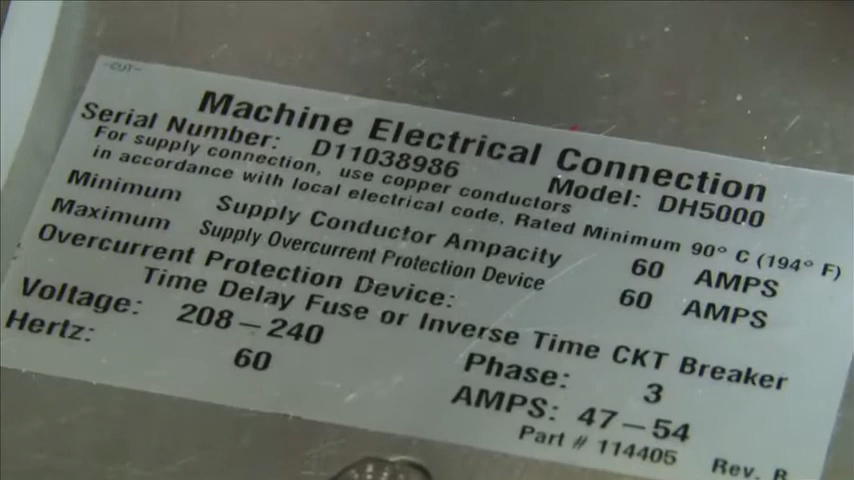 -CUT-
Machine Electrical Connection
Serial Number: D11038986 Model: DH5000
For supply connection, use copper conductors
in accordance with local electrical code, Rated Minimum 90° C (194° F)
Minimum Supply Conductor Ampacity 60 AMPS
Maximum Supply Overcurrent Protection Device 60 AMPS
Overcurrent Protection Device:
Time Delay Fuse or Inverse Time CKT Breaker
Voltage: 208-240 Phase: 3
Hertz: 60 AMPS: 47-54
Part # 114405 Rev. B